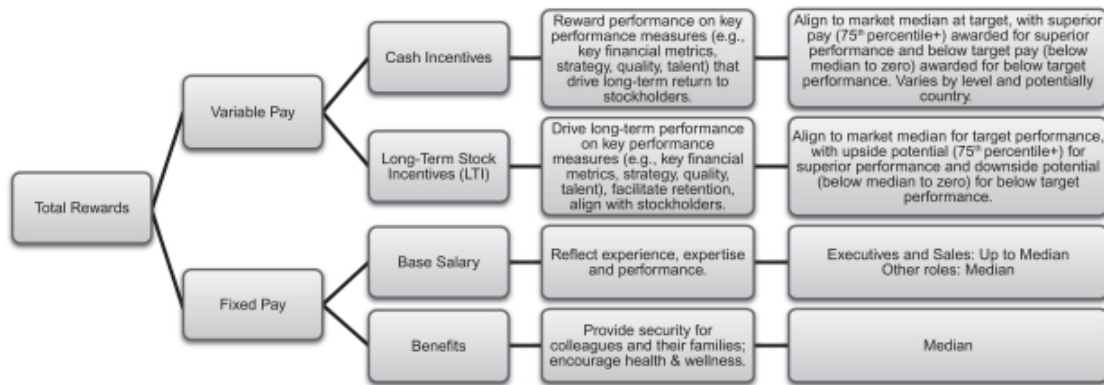 Total Rewards
Variable Pay
Cash Incentives
Reward performance on key
performance measures (e.g.,
key financial metrics,
strategy, quality, talent) that
drive long-term return to
stockholders.
Align to market median at target, with superior
pay (75th percentile+) awarded for superior
performance and below target pay (below
median to zero) awarded for below target
performance. Varies by level and potentially
country.
Long-Term Stock
Incentives (LTI)
Drive long-term performance
on key performance
measures (e.g., key financial
metrics, strategy, quality,
talent), facilitate retention,
align with stockholders.
Align to market median for target performance,
with upside potential (75th percentile+) for
superior performance and downside potential
(below median to zero) for below target
performance.
Fixed Pay
Base Salary
Reflect experience, expertise
and performance.
Executives and Sales: Up to Median
Other roles: Median
Benefits
Provide security for
colleagues and their families;
encourage health & wellness.
Median